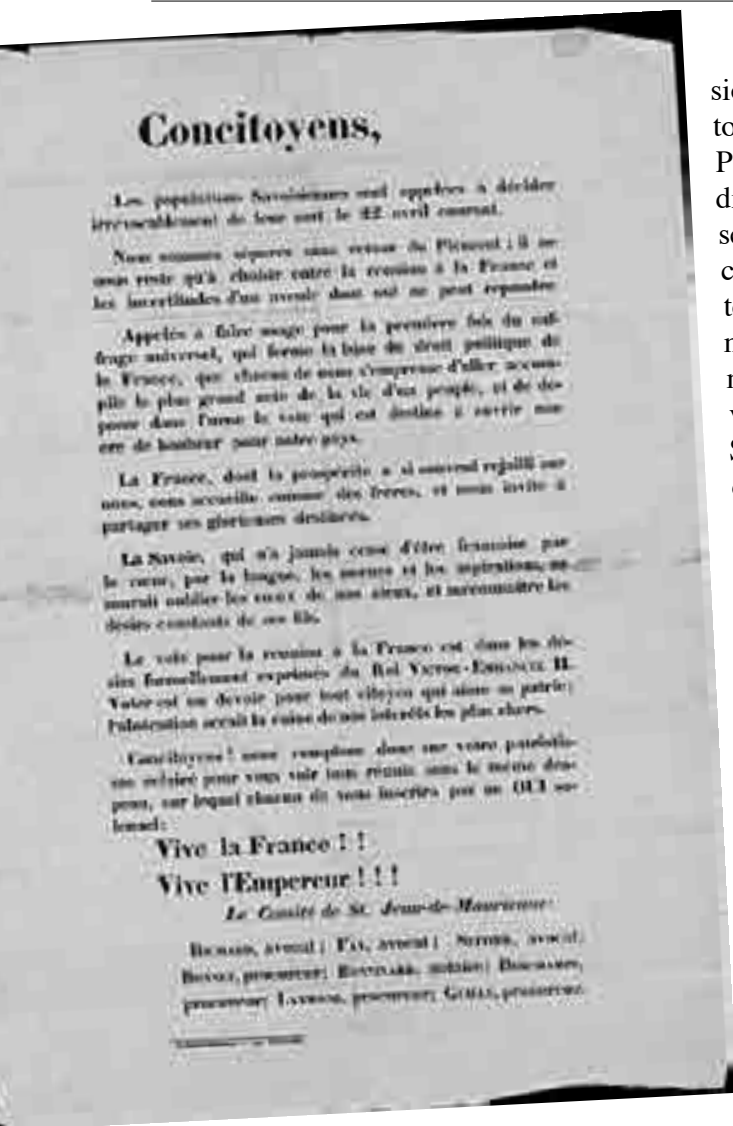 Concitoyens,
Les populations Savoisiennes sont appelées à décider
irrévocablement de leur sort le 22 avril courant.
Nous sommes séparés sans retour du Piémont ; il ne
nous reste qu'à choisir entre la réunion à la France et
les incertitudes d'un avenir dont nul ne peut répondre
Appelés à faire usage pour la première fois du suf-
frage universel, qui forme la base du droit politique de
la France, que chacun de nous s'empresse d'aller accom-
plir le plus grand acte de la vie d'un peuple, et de dé-
poser dans l'urne le vote qui est destiné à ouvrir une
ère de bonheur pour notre pays.
La France, dont la prospérité a si souvent rejailli sur
nous, nous accueille comme des frères, et nous invite à
partager ses glorieuses destinées.
La Savoie, qui n'a jamais cessé d'être française par
le cœur, par la langue, les mœurs et les aspirations, ne
saurait oublier les vœux de nos aïeux, et méconnaître les
désirs constants de ses fils.
Le vote pour la réunion à la France est dans les dé-
sirs formellement exprimés du Roi VICTOR-EMMANUEL II.
Voter est un devoir pour tout citoyen qui aime sa patrie;
l'abstention serait la ruine de nos intérêts les plus chers.
Concitoyens ! nous comptons donc sur votre patriotis-
me éclairé pour vous voir tous réunis sous le même dra-
peau, sur lequel chacun de vous inscrira par un OUI so-
lennel:
Vive la France ! !
Vive l'Empereur ! ! !
Le Comité de St. Jean-de-Maurienne:
RICHARD, avocat ; FAY, avocat ; avocat;
BONNET, procureur; notaire;
procureur; procureur; procureur.